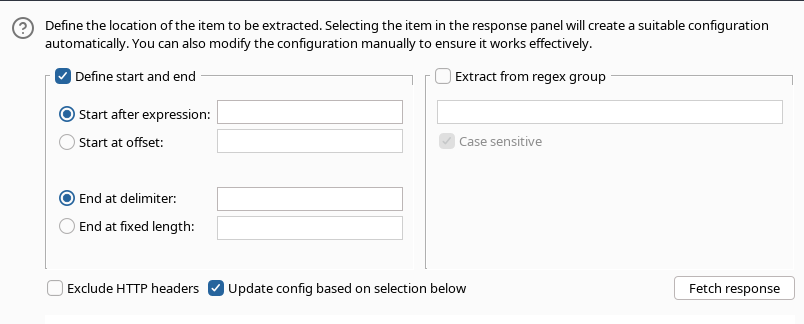 Define the location of the item to be extracted. Selecting the item in the response panel will create a suitable configuration
automatically. You can also modify the configuration manually to ensure it works effectively.
Define start and end
Start after expression:
Start at offset:
End at delimiter:
End at fixed length:
Extract from regex group
Case sensitive
Exclude HTTP headers
Update config based on selection below
Fetch response